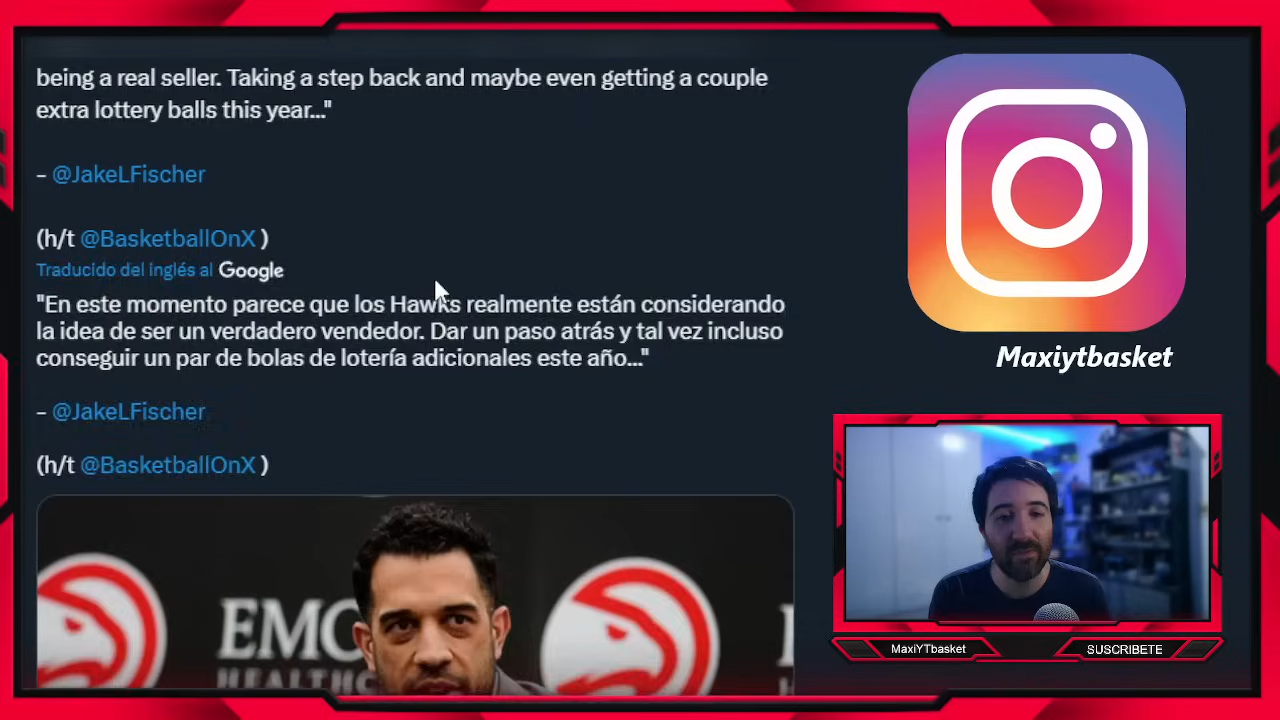 being a real seller. Taking a step back and maybe even getting a couple
extra lottery balls this year..."
– @JakeLFischer
(h/t @BasketballOnX )
Traducido del inglés al Google
"En este momento parece que los Hawks realmente están considerando
la idea de ser un verdadero vendedor. Dar un paso atrás y tal vez incluso
conseguir un par de bolas de lotería adicionales este año..."
– @JakeLFischer
(h/t @BasketballOnX )
EMO
HEALTHCARE
Maxiytbasket
MaxiYTbasket
SUSCRIBETE